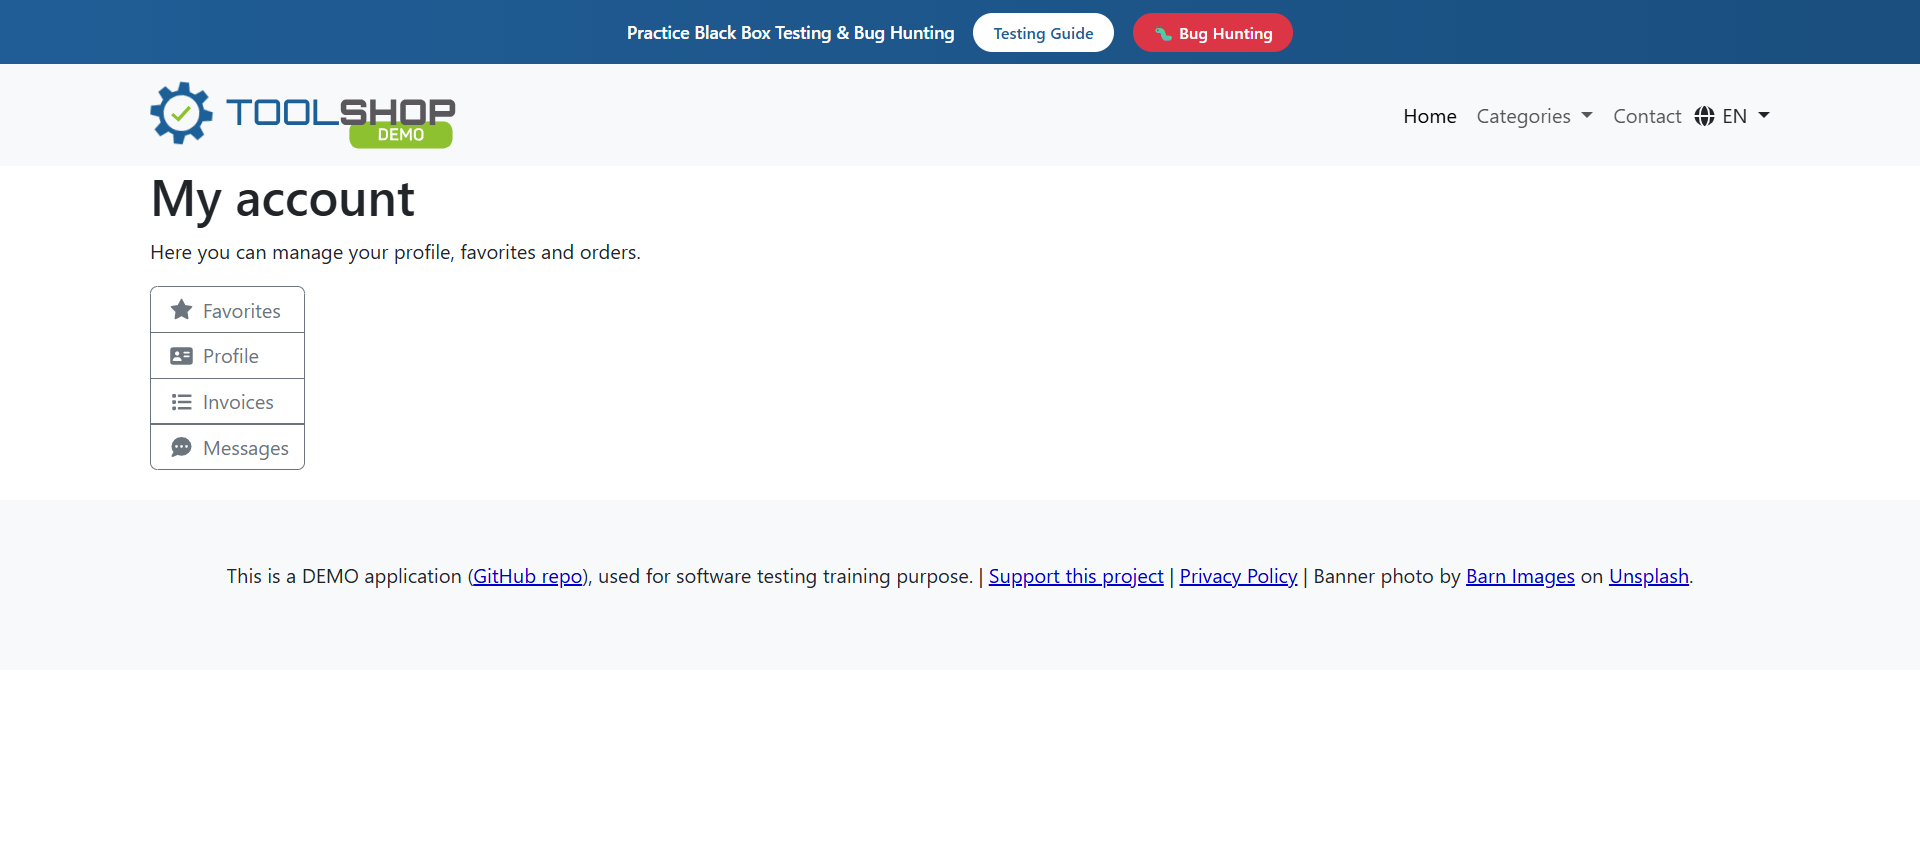 Practice Black Box Testing & Bug Hunting Testing Guide Bug Hunting
TOOLSHOP
DEMO
Home Categories Contact EN
My account
Here you can manage your profile, favorites and orders.
Favorites
Profile
Invoices
Messages
This is a DEMO application (GitHub repo), used for software testing training purpose. | Support this project | Privacy Policy | Banner photo by Barn Images on Unsplash.